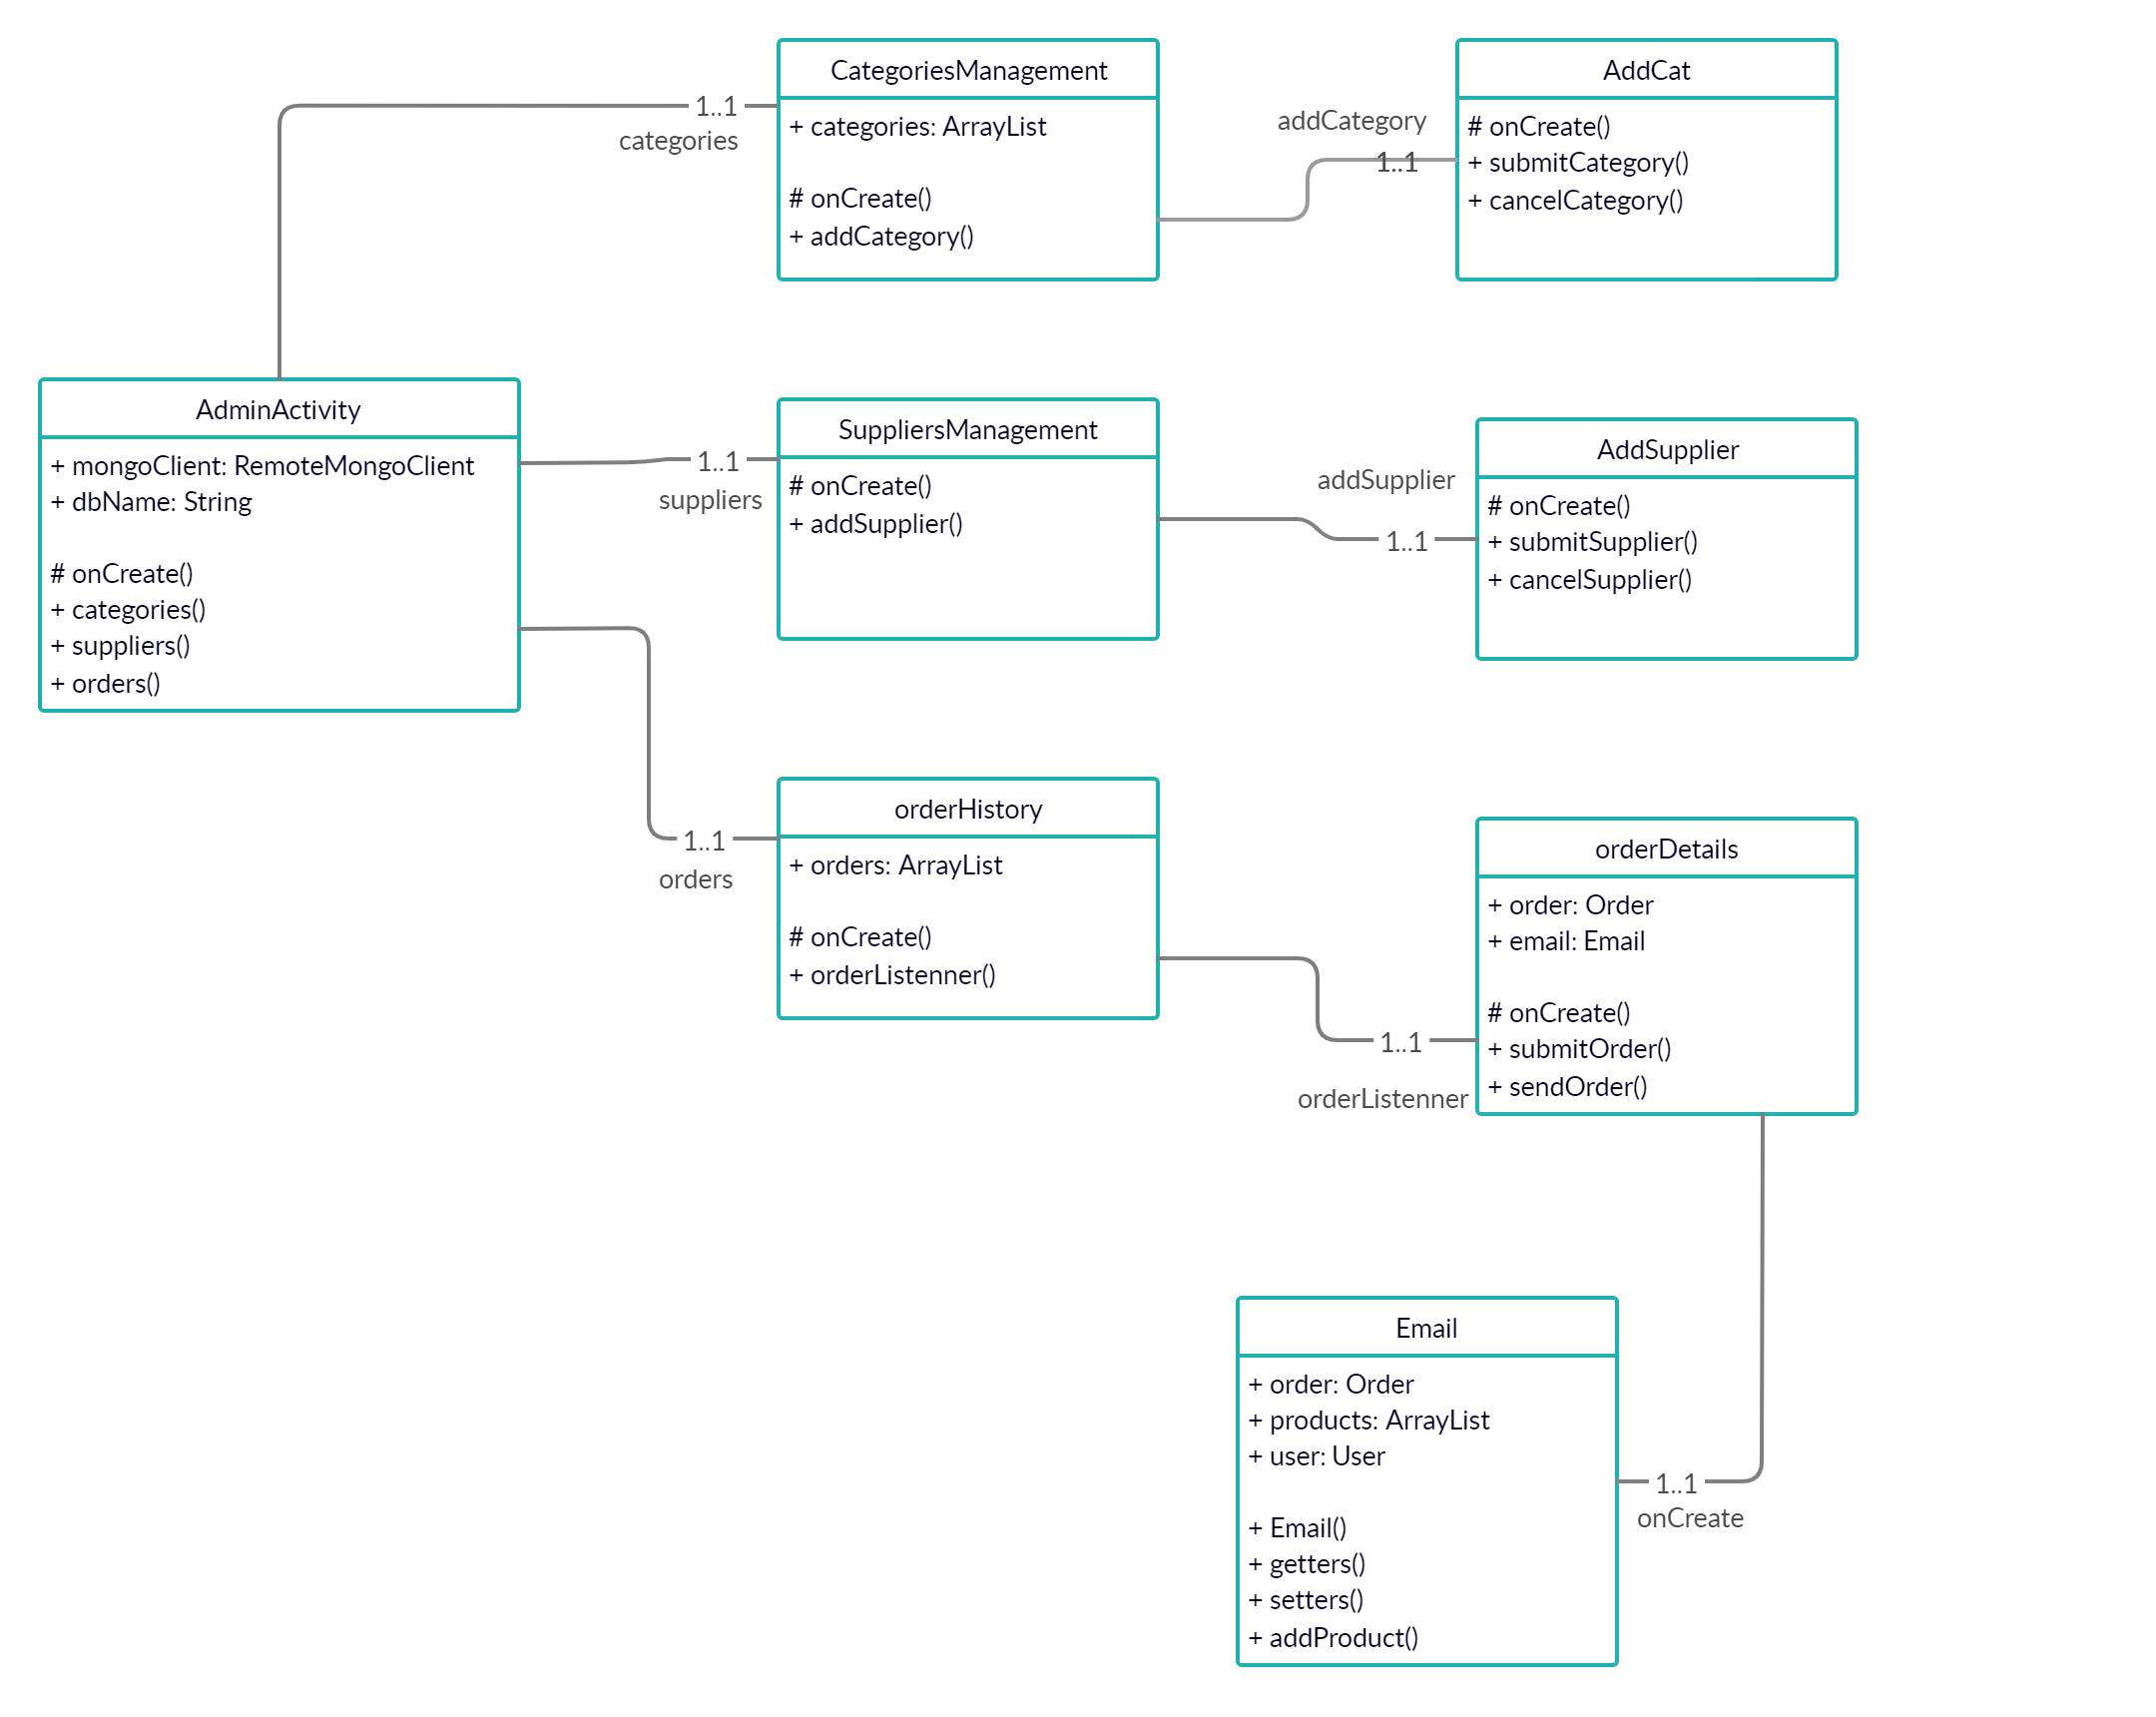 CategoriesManagement
+ categories: ArrayList
# onCreate()
+ addCategory()
AddCat
# onCreate()
+ submitCategory()
+ cancelCategory()
1..1
categories
addCategory
1..1
AdminActivity
+ mongoClient: RemoteMongoClient
+ dbName: String
# onCreate()
+ categories()
+ suppliers()
+ orders()
1..1
suppliers
SuppliersManagement
# onCreate()
+ addSupplier()
addSupplier
1..1
AddSupplier
# onCreate()
+ submitSupplier()
+ cancelSupplier()
1..1
orders
orderHistory
+ orders: ArrayList
# onCreate()
+ orderListenner()
1..1
orderListenner
orderDetails
+ order: Order
+ email: Email
# onCreate()
+ submitOrder()
+ sendOrder()
Email
+ order: Order
+ products: ArrayList
+ user: User
+ Email()
+ getters()
+ setters()
+ addProduct()
1..1
onCreate